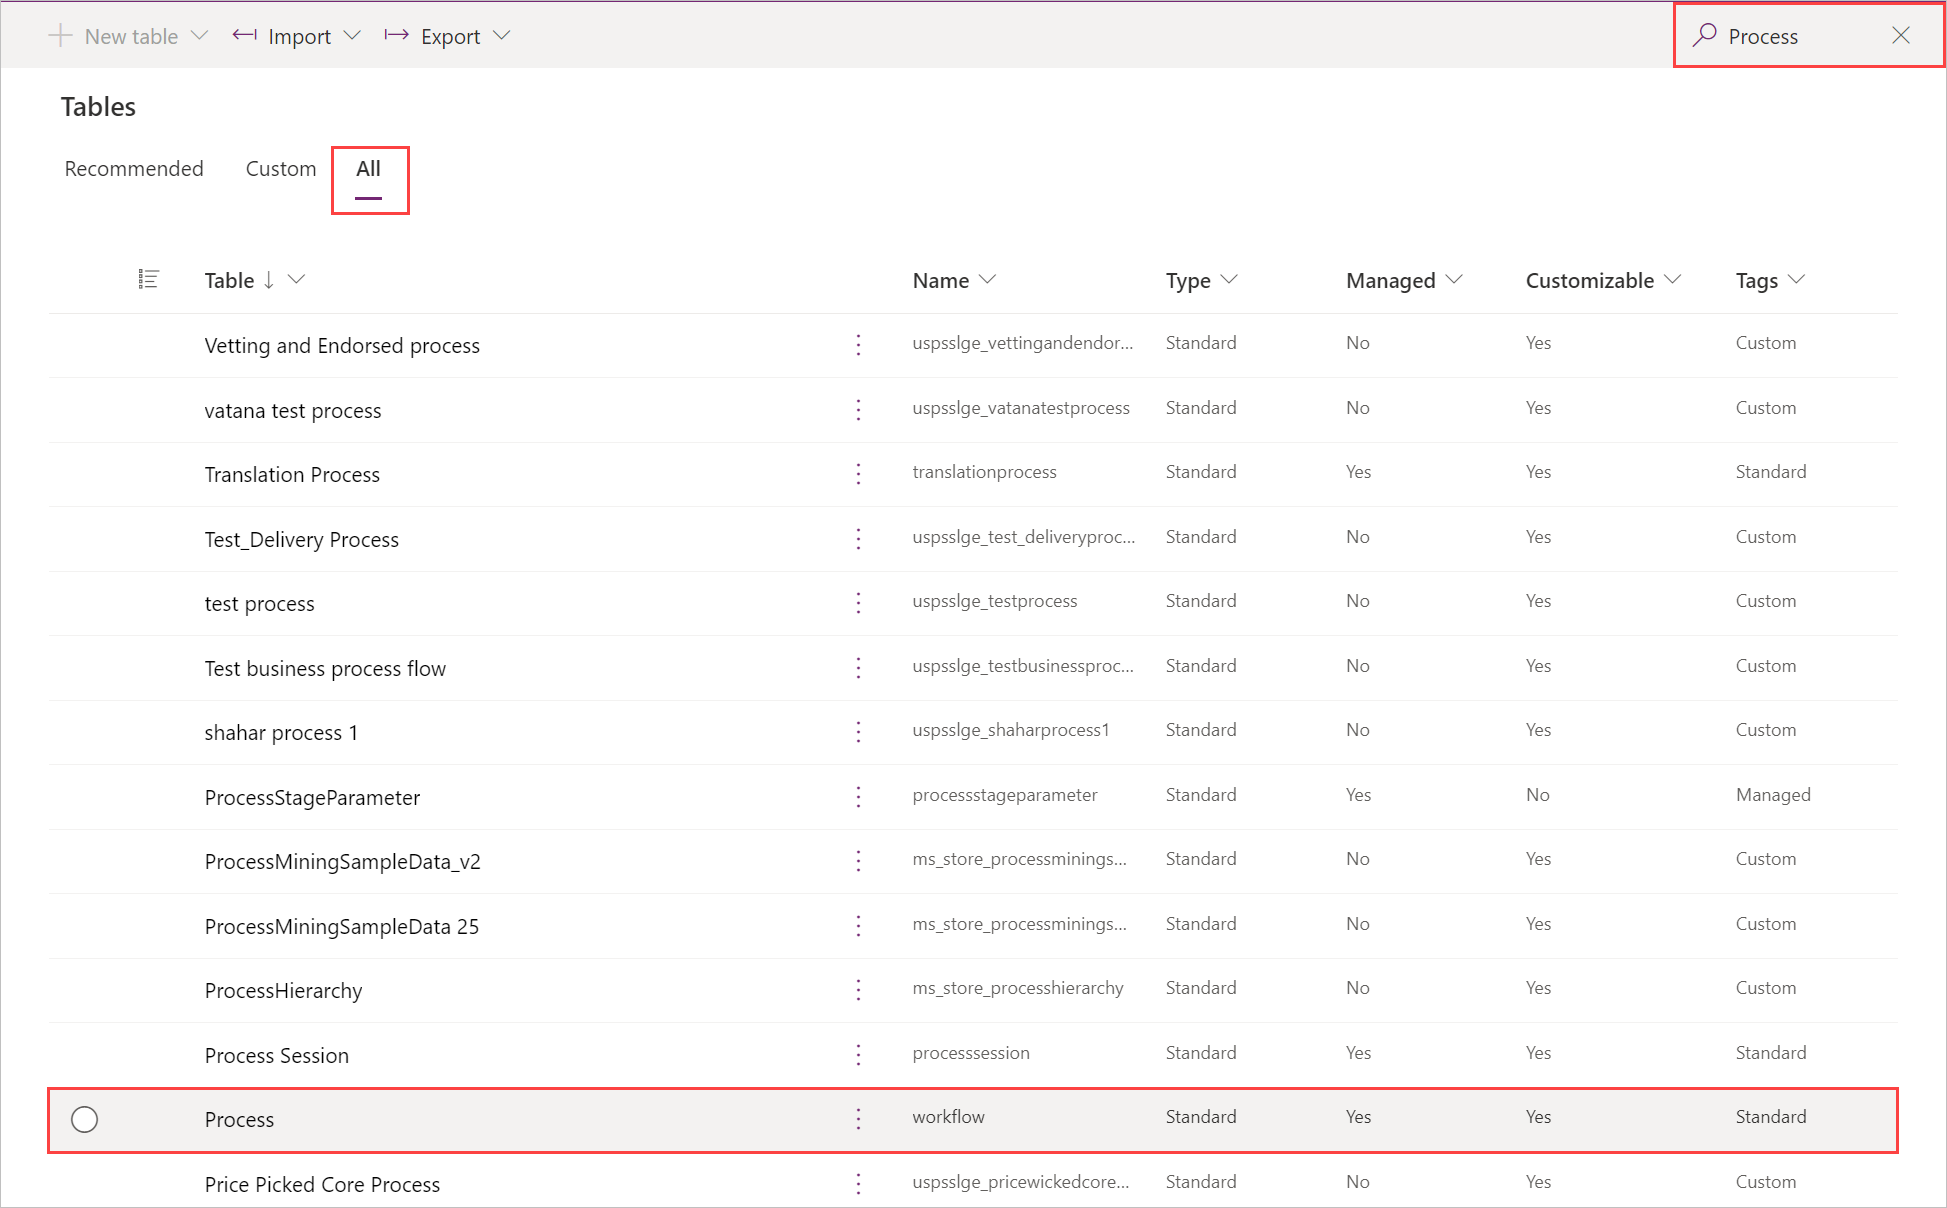 New table Import Export Process
Tables
Recommended Custom All
Table Name Type Managed Customizable Tags
Vetting and Endorsed process uspsslge_vettingandendor... Standard No Yes Custom
vatana test process uspsslge_vatanatestprocess Standard No Yes Custom
Translation Process translationprocess Standard Yes Yes Standard
Test_Delivery Process uspsslge_test_deliveryproc... Standard No Yes Custom
test process uspsslge_testprocess Standard No Yes Custom
Test business process flow uspsslge_testbusinessproc... Standard No Yes Custom
shahar process 1 uspsslge_shaharprocess1 Standard No Yes Custom
ProcessStageParameter processstageparameter Standard Yes No Managed
ProcessMiningSampleData_v2 ms_store_processminings... Standard No Yes Custom
ProcessMiningSampleData 25 ms_store_processminings... Standard No Yes Custom
ProcessHierarchy ms_store_processhierarchy Standard No Yes Custom
Process Session processsession Standard Yes Yes Standard
Process workflow Standard Yes Yes Standard
Price Picked Core Process uspsslge_pricewickedcore... Standard No Yes Custom